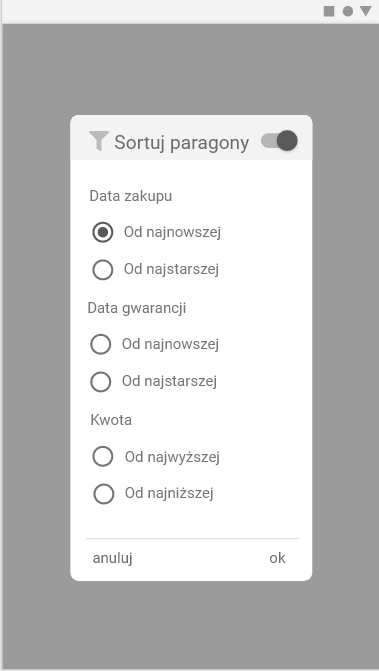 Sortuj paragony
Data zakupu
Od najnowszej
Od najstarszej
Data gwarancji
Od najnowszej
Od najstarszej
Kwota
Od najwyższej
Od najniższej
anuluj ok